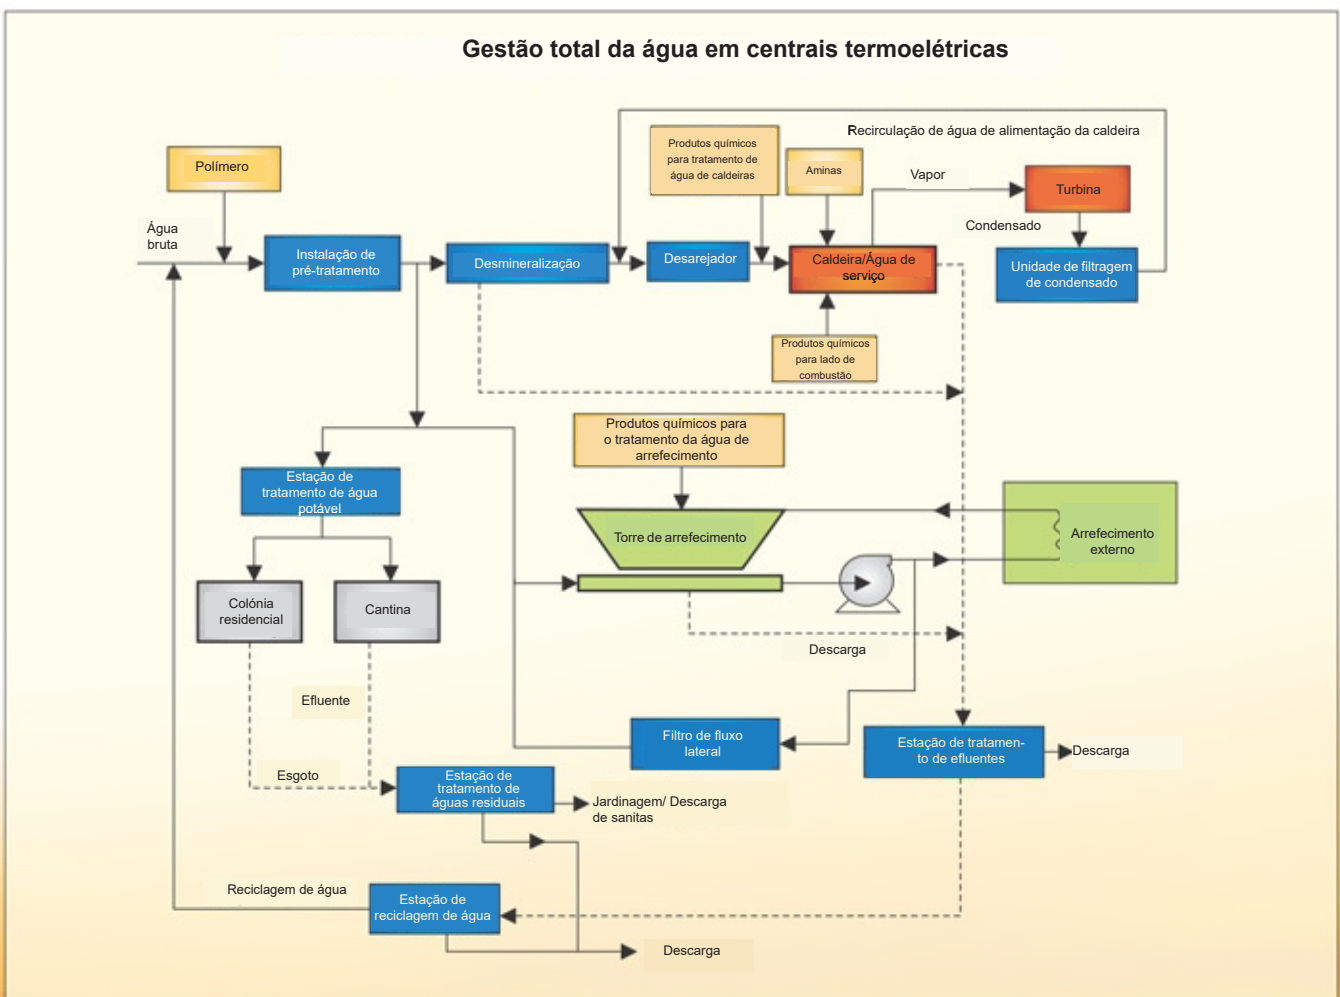 Gestão total da água em centrais termoelétricas
Recirculação de água de alimentação da caldeira
Produtos químicos
para tratamento de
água de caldeiras
Polímero
Aminas
Vapor
Turbina
Água
bruta
Condensado
Instalação de
pré-tratamento
Desmineralização
Desarejador
Caldeira/Água de
serviço
Unidade de filtragem
de condensado
Produtos químicos
para lado de
combustão
Produtos químicos para
o tratamento da água de
arrefecimento
Estação de
tratamento de água
potável
Torre de arrefecimento
Arrefecimento
externo
Colónia
residencial
Cantina
Descarga
Efluente
Filtro de fluxo
lateral
Estação de tratamen-
to de efluentes
Descarga
Esgoto
Estação de
tratamento de
águas residuais
Jardinagem/ Descarga
de sanitas
Reciclagem de água
Estação de
reciclagem de água
Descarga